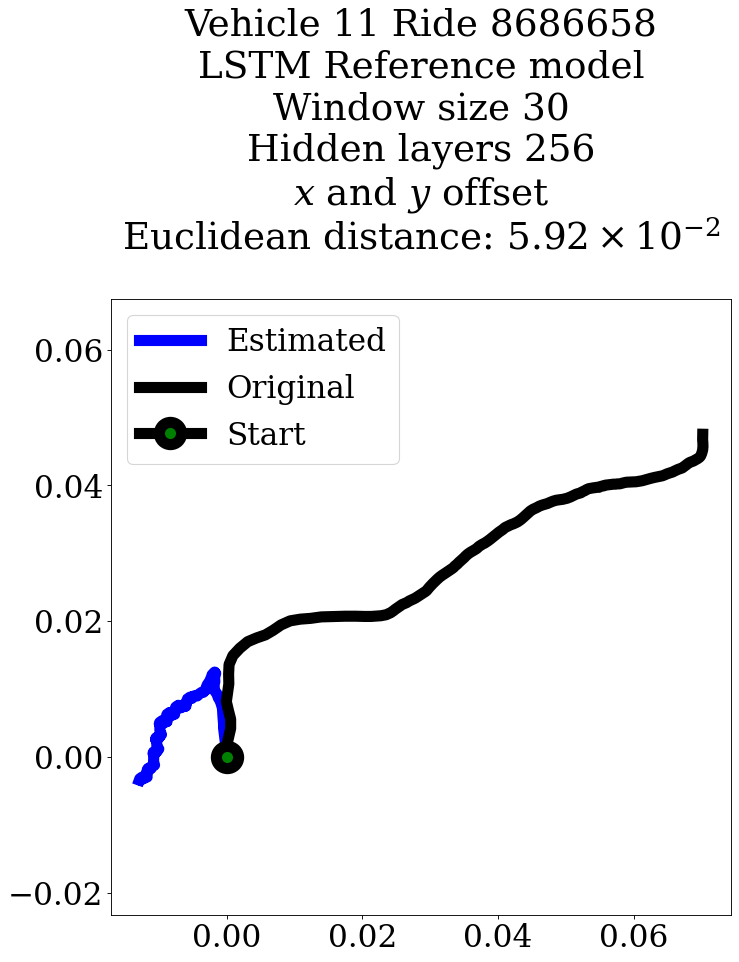 Vehicle 11 Ride 8686658
LSTM Reference model
Window size 30
Hidden layers 256
x and y offset
Euclidean distance: 5.92 × 10⁻²
Estimated
Original
Start
0.06
0.04
0.02
0.00
−0.02
0.00 0.02 0.04 0.06